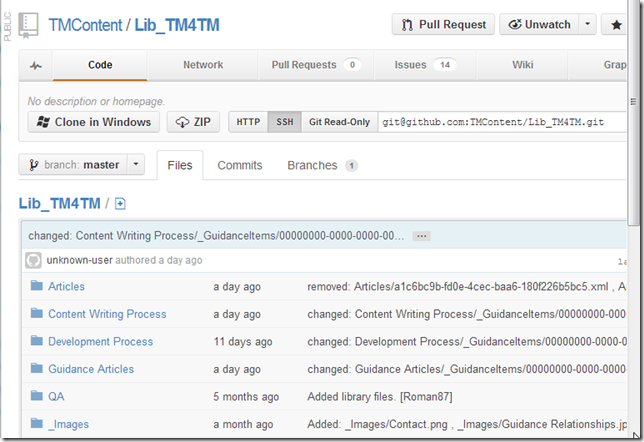 PUBLIC
TMContent / Lib_TM4TM
Pull Request
Unwatch
Code
Network
Pull Requests 0
Issues 14
Wiki
No description or homepage.
Clone in Windows
ZIP
HTTP
SSH
Git Read-Only
git@github.com:TMContent/Lib_TM4TM.git
branch: master
Files
Commits
Branches 1
Lib_TM4TM /
changed: Content Writing Process/_GuidanceItems/00000000-0000-0000-00…
unknown-user authored a day ago
Articles a day ago removed: Articles/a1c6bc9b-fd0e-4cec-baa6-180f226b5bc5.xml , A
Content Writing Process a day ago changed: Content Writing Process/_GuidanceItems/00000000-000
Development Process 11 days ago changed: Development Process/_GuidanceItems/00000000-0000
Guidance Articles a day ago changed: Guidance Articles/_GuidanceItems/00000000-0000-0000
QA 5 months ago Added library files. [Roman87]
_Images a month ago Added: _Images/Contact.png , _Images/Guidance Relationships.jp